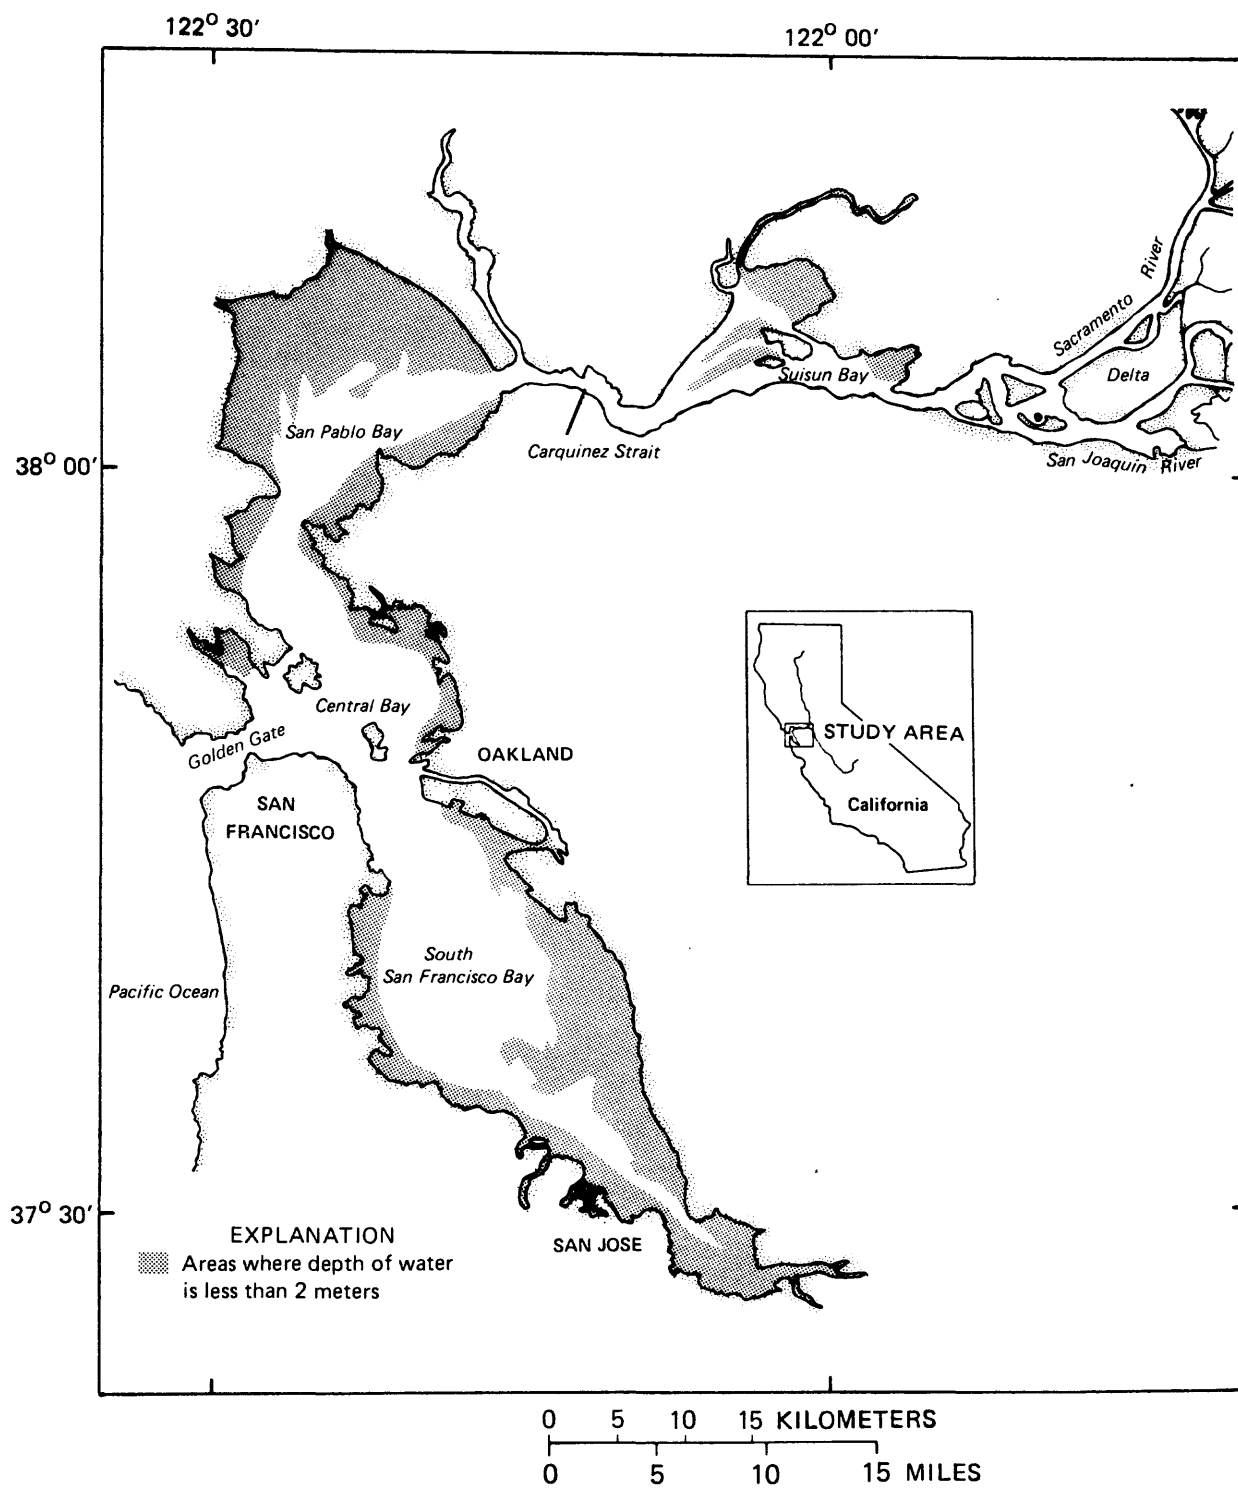 122° 30′
122° 00′
Sacramento River
Suisun Bay
Delta
San Pablo Bay
Carquinez Strait
38° 00′
San Joaquin River
Central Bay
Golden Gate
OAKLAND
STUDY AREA
SAN
FRANCISCO
California
South
San Francisco Bay
Pacific Ocean
37° 30′
EXPLANATION
Areas where depth of water
is less than 2 meters
SAN JOSE
0 5 10 15 KILOMETERS
0 5 10 15 MILES